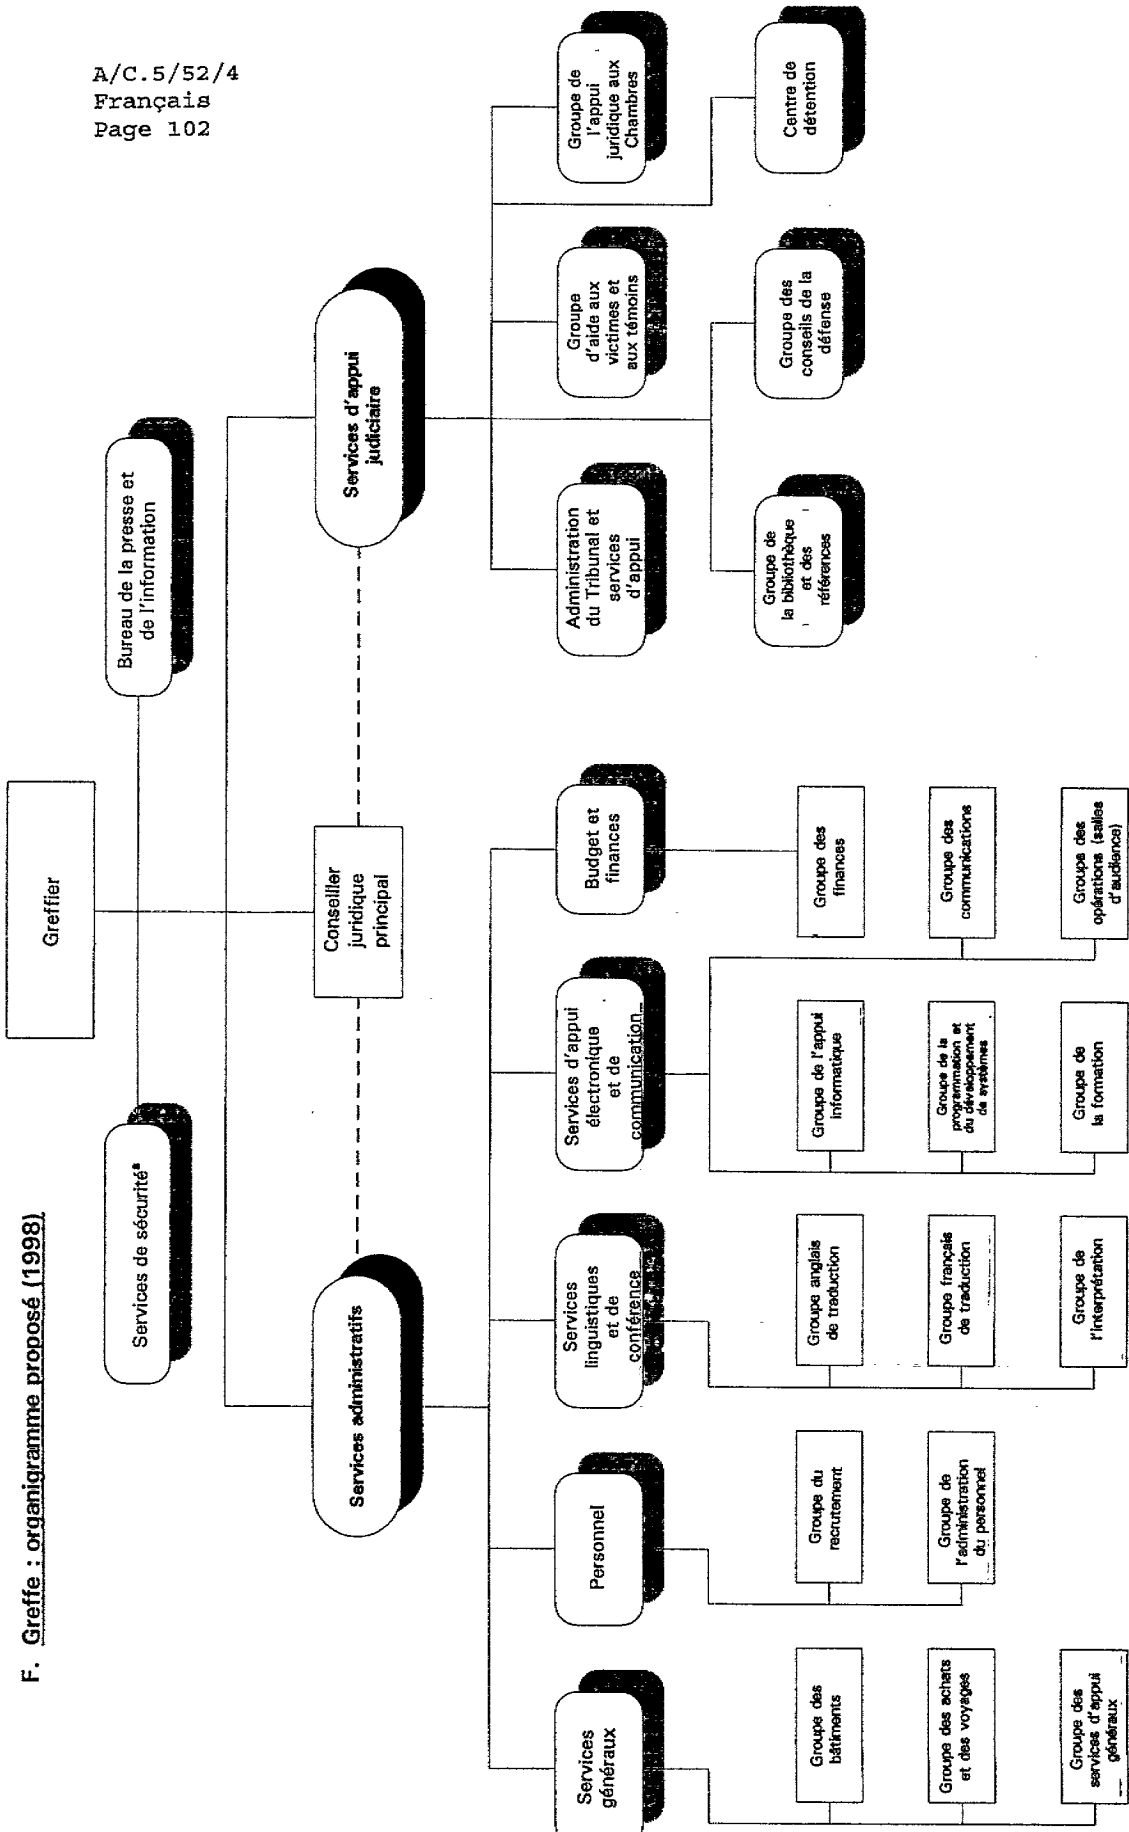 A/C.5/52/4
Français
Page 102
F. Greffe : organigramme proposé (1998)
Greffier
Services de sécuritéª
Bureau de la presse et
de l'information
Services administratifs
Conseiller
juridique
principal
Services d'appui
judiciaire
Services
généraux
Personnel
Services
linguistiques
et de
conférence
Services d'appui
électronique
et de
communication
Budget et
finances
Administration
du Tribunal et
services
d'appui
Groupe
d'aide aux
victimes et
aux témoins
Groupe de
l'appui
juridique aux
Chambres
Groupe de
la bibliothèque
et des
références
Groupe des
conseils de la
défense
Centre de
détention
Groupe des
bâtiments
Groupe du
recrutement
Groupe anglais
de traduction
Groupe de l'appui
informatique
Groupe des
finances
Groupe des achats
et des voyages
Groupe de
l'administration
du personnel
Groupe français
de traduction
Groupe de la
programmation et
du développement
de systèmes
Groupe des
communications
Groupe des
services d'appui
généraux
Groupe de
l'interprétation
Groupe de
la formation
Groupe des
opérations (salles
d'audience)